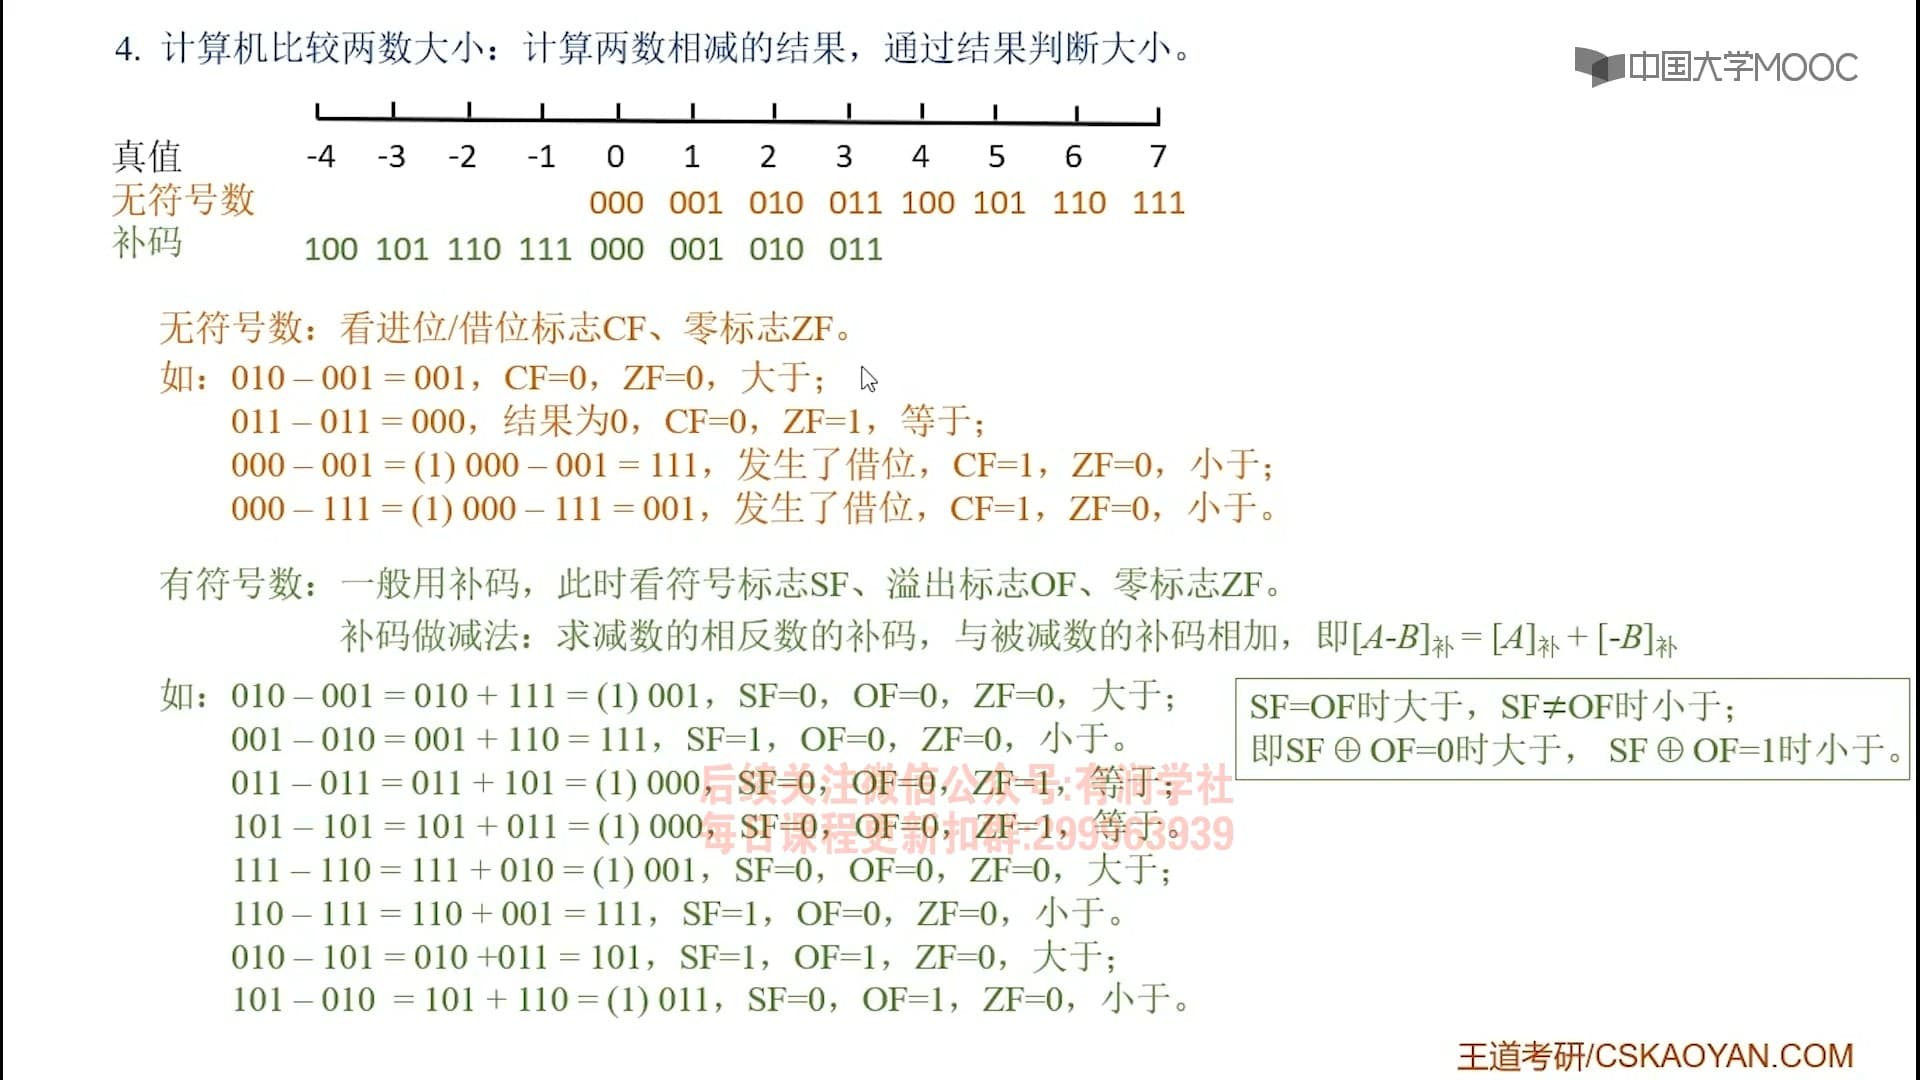 4. 计算机比较两数大小：计算两数相减的结果，通过结果判断大小。
中国大学MOOC
真值 -4 -3 -2 -1 0 1 2 3 4 5 6 7
无符号数 000 001 010 011 100 101 110 111
补码 100 101 110 111 000 001 010 011
无符号数：看进位/借位标志CF、零标志ZF。
如：010 – 001 = 001，CF=0，ZF=0，大于；
011 – 011 = 000，结果为0，CF=0，ZF=1，等于；
000 – 001 = (1) 000 – 001 = 111，发生了借位，CF=1，ZF=0，小于；
000 – 111 = (1) 000 – 111 = 001，发生了借位，CF=1，ZF=0，小于。
有符号数：一般用补码，此时看符号标志SF、溢出标志OF、零标志ZF。
补码做减法：求减数的相反数的补码，与被减数的补码相加，即[A-B]补 = [A]补 + [-B]补
如：010 – 001 = 010 + 111 = (1) 001，SF=0，OF=0，ZF=0，大于；
001 – 010 = 001 + 110 = 111，SF=1，OF=0，ZF=0，小于。
011 – 011 = 011 + 101 = (1) 000，SF=0，OF=0，ZF=1，等于；
101 – 101 = 101 + 011 = (1) 000，SF=0，OF=0，ZF=1，等于。
111 – 110 = 111 + 010 = (1) 001，SF=0，OF=0，ZF=0，大于；
110 – 111 = 110 + 001 = 111，SF=1，OF=0，ZF=0，小于。
010 – 101 = 010 +011 = 101，SF=1，OF=1，ZF=0，大于；
101 – 010 = 101 + 110 = (1) 011，SF=0，OF=1，ZF=0，小于。
SF=OF时大于，SF≠OF时小于；
即SF ⊕ OF=0时大于， SF ⊕ OF=1时小于。
后续关注微信公众号:有润学社
每日课程更新扣群:299963939
王道考研/CSKAOYAN.COM